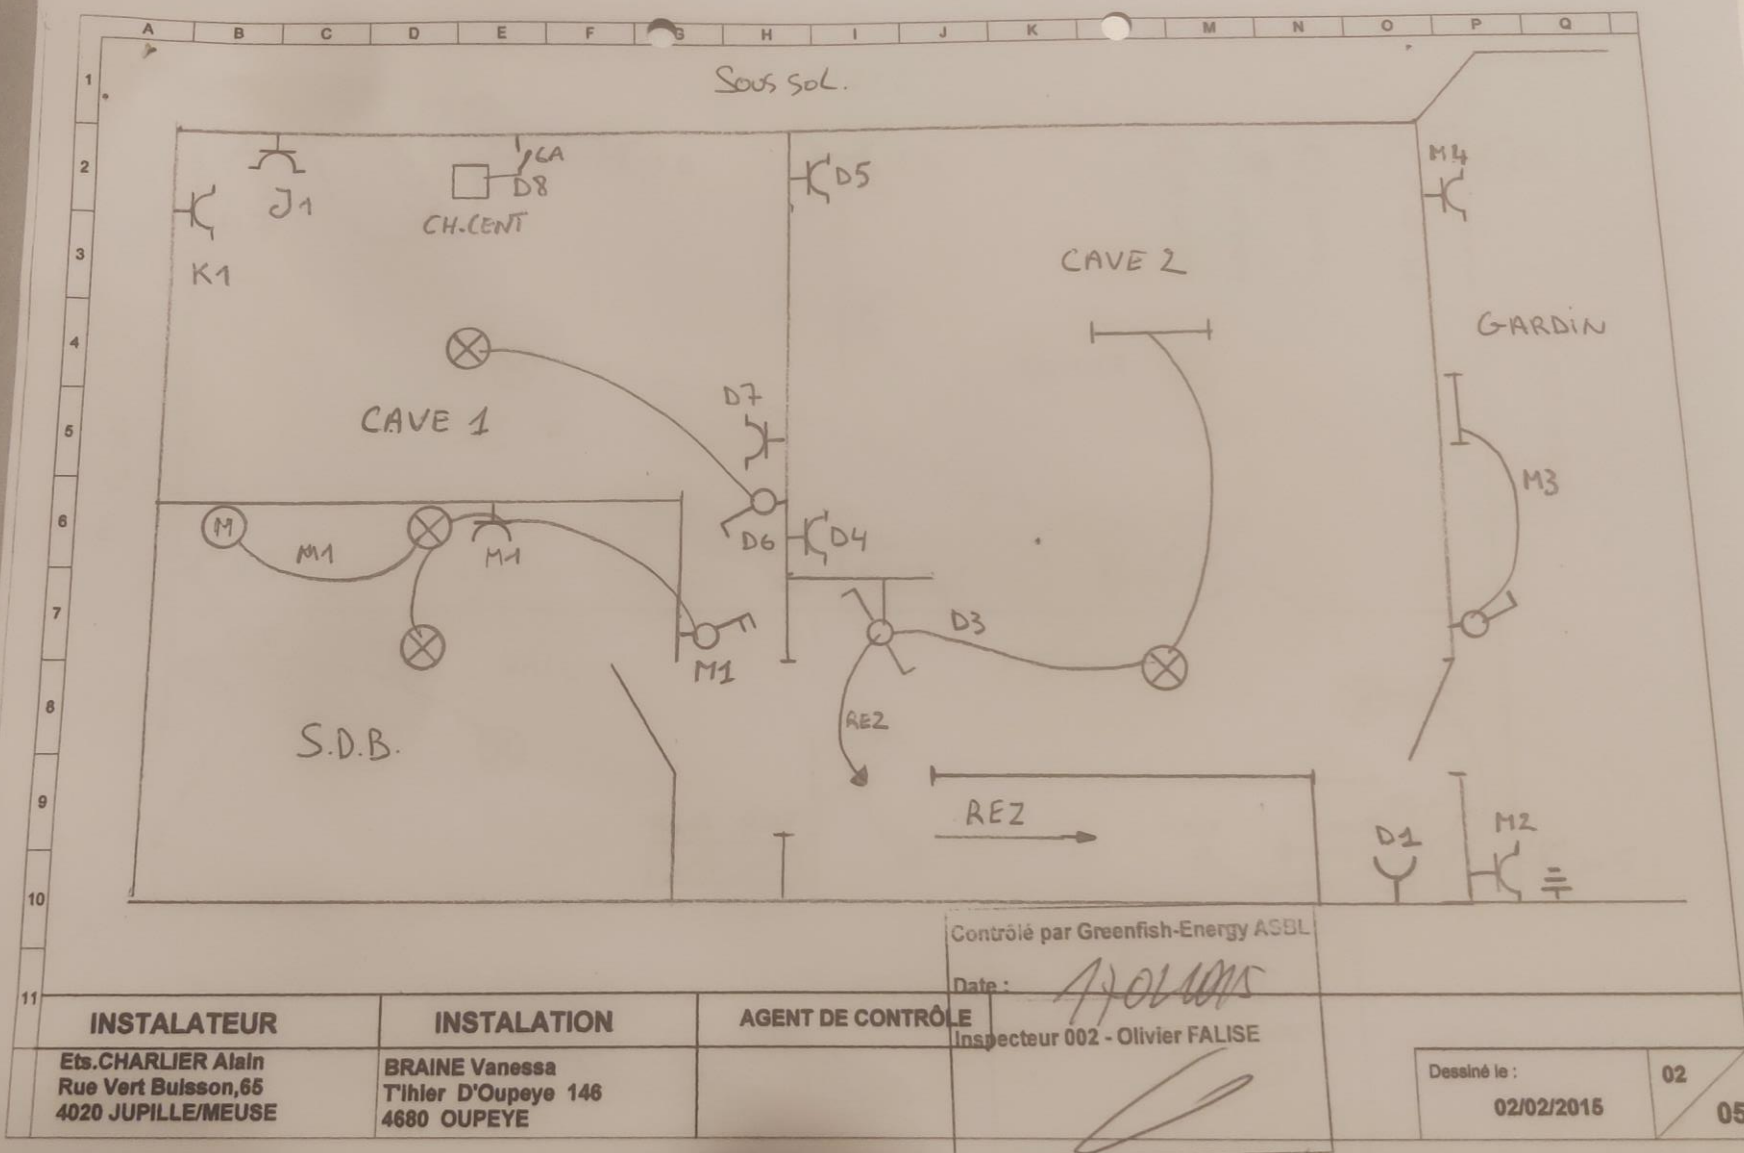 A B C D E F G H I J K M N O P Q
1
2
3
4
5
6
7
8
9
10
11
Sous sol.
6A
D8
CH.CENT
J1
K1
D5
M4
CAVE 2
GARDiN
CAVE 1
D7
D6
D4
M3
M
M1
M1
M1
D3
REZ
S.D.B.
REZ
D1
M2
Contrôlé par Greenfish-Energy ASBL
Date :
Inspecteur 002 - Olivier FALISE
INSTALATEUR
Ets.CHARLIER Alain
Rue Vert Buisson,65
4020 JUPILLE/MEUSE
INSTALATION
BRAINE Vanessa
T'ihier D'Oupeye 146
4680 OUPEYE
AGENT DE CONTRÔLE
Dessiné le :
02/02/2015
02
05